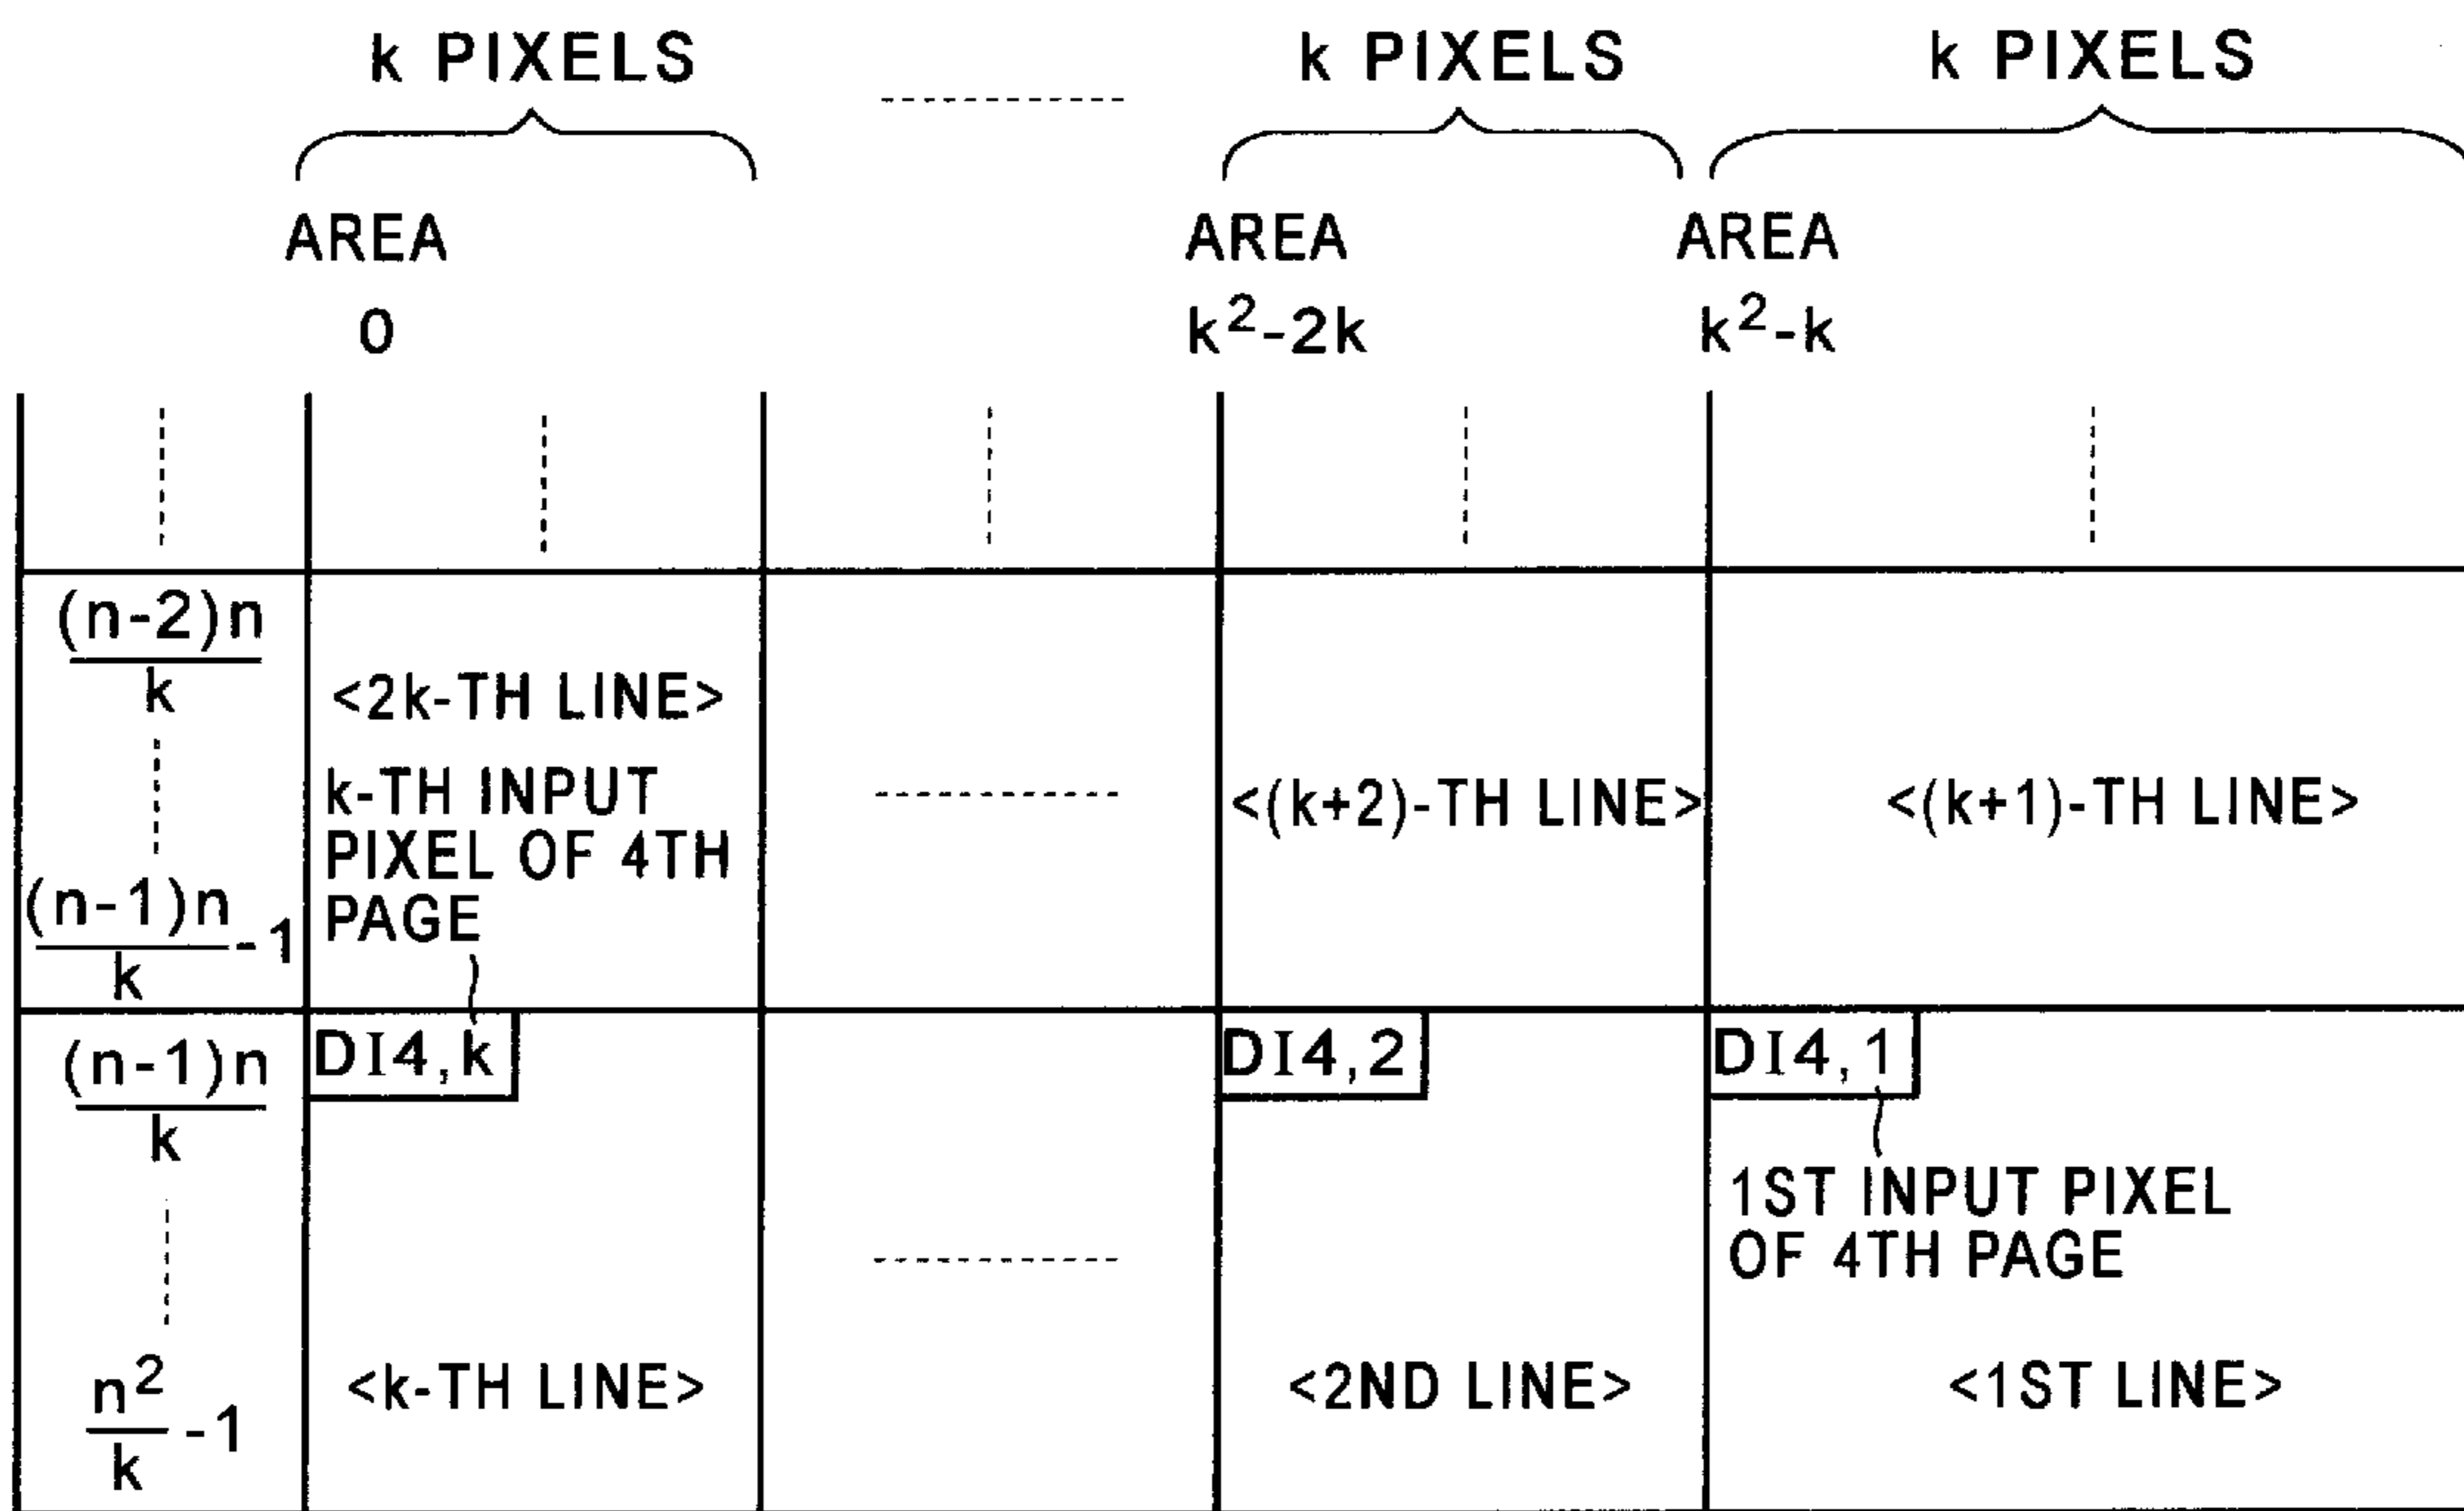 k PIXELS k PIXELS k PIXELS
AREA AREA AREA
0 k²-2k k²-k
(n-2)n
k
<2k-TH LINE>
k-TH INPUT
PIXEL OF 4TH
PAGE
<(k+2)-TH LINE> <(k+1)-TH LINE>
(n-1)n
k
-1
DI4,k DI4,2 DI4,1
(n-1)n
k
1ST INPUT PIXEL
OF 4TH PAGE
n²
k
-1
<k-TH LINE> <2ND LINE> <1ST LINE>